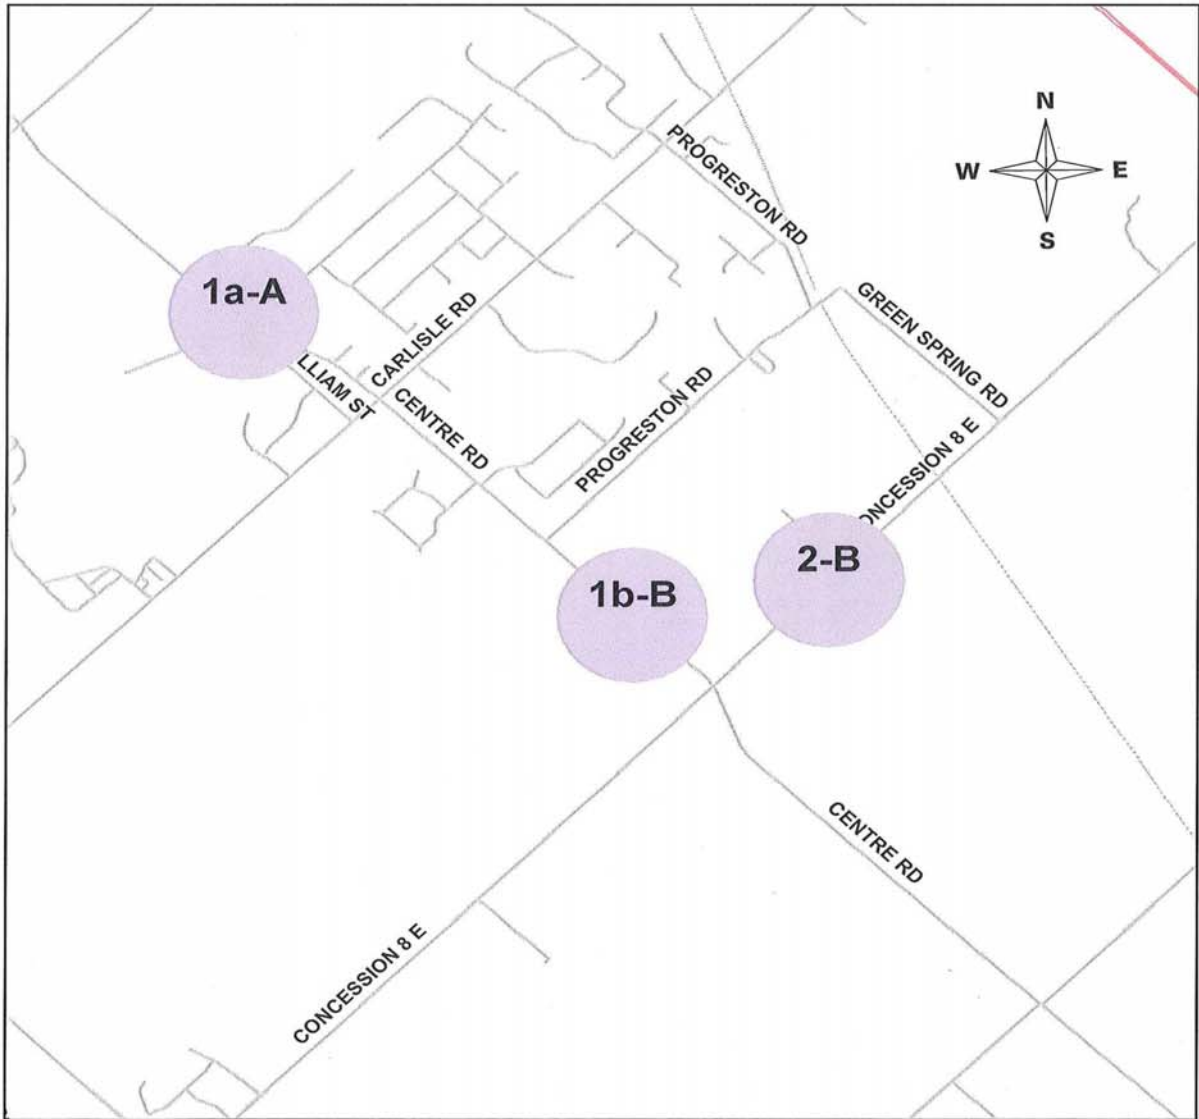 N
W E
S
PROGRESTON RD
1a-A
GREEN SPRING RD
CARLISLE RD
LLIAM ST
CENTRE RD
PROGRESTON RD
ONCESSION 8 E
2-B
1b-B
CENTRE RD
CONCESSION 8 E